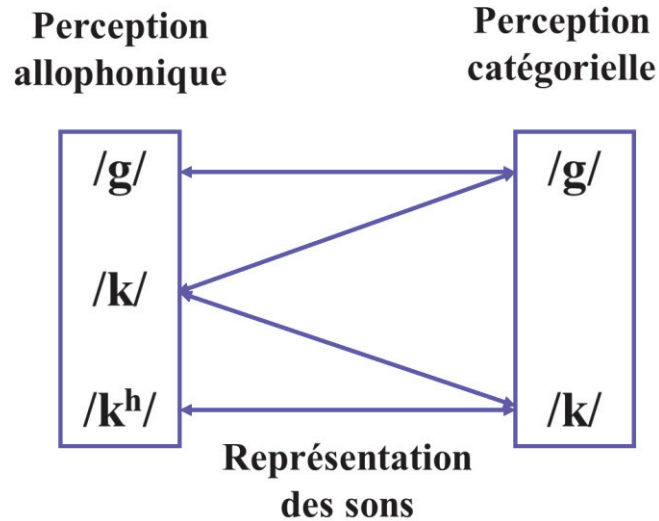 Perception
allophonique
Perception
catégorielle
/g/
/k/
/kʰ/
/g/
/k/
Représentation
des sons